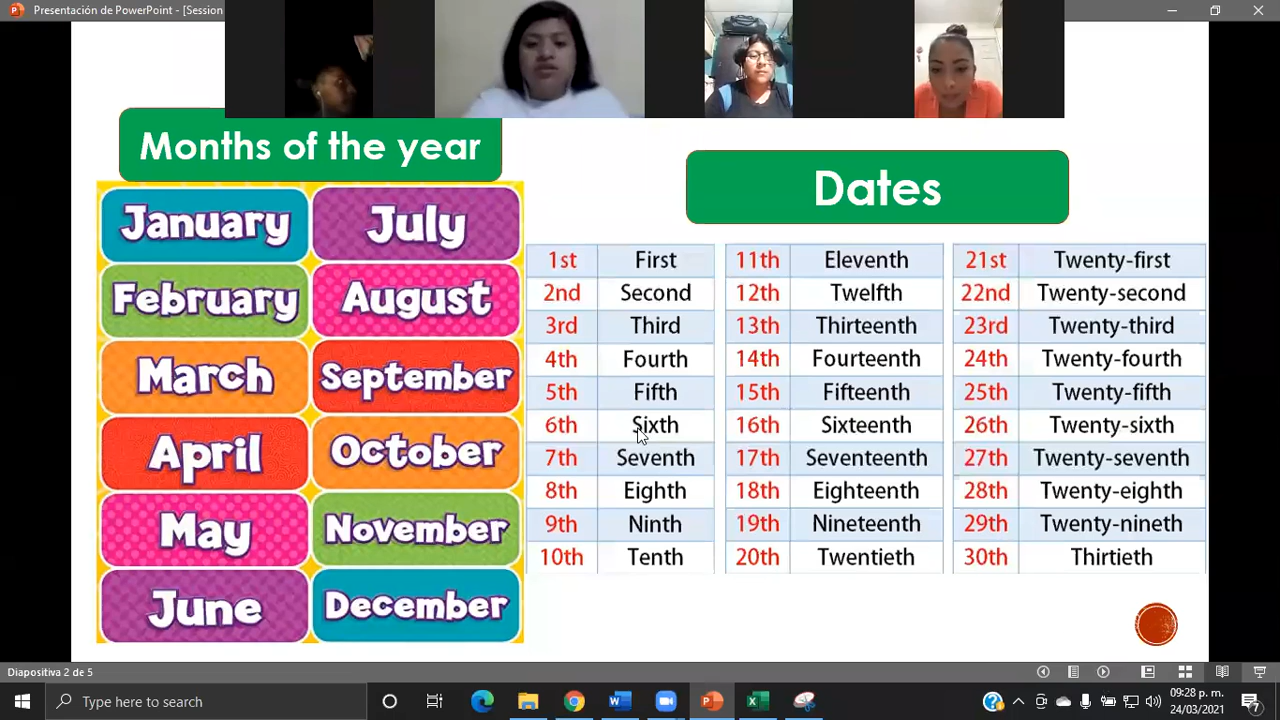 Presentación de PowerPoint - [Session
Months of the year
Dates
January July
February August
March September
April October
May November
June December
1st First 11th Eleventh 21st Twenty-first
2nd Second 12th Twelfth 22nd Twenty-second
3rd Third 13th Thirteenth 23rd Twenty-third
4th Fourth 14th Fourteenth 24th Twenty-fourth
5th Fifth 15th Fifteenth 25th Twenty-fifth
6th Sixth 16th Sixteenth 26th Twenty-sixth
7th Seventh 17th Seventeenth 27th Twenty-seventh
8th Eighth 18th Eighteenth 28th Twenty-eighth
9th Ninth 19th Nineteenth 29th Twenty-nineth
10th Tenth 20th Twentieth 30th Thirtieth
Diapositiva 2 de 5
Type here to search
09:28 p. m.
24/03/2021
7